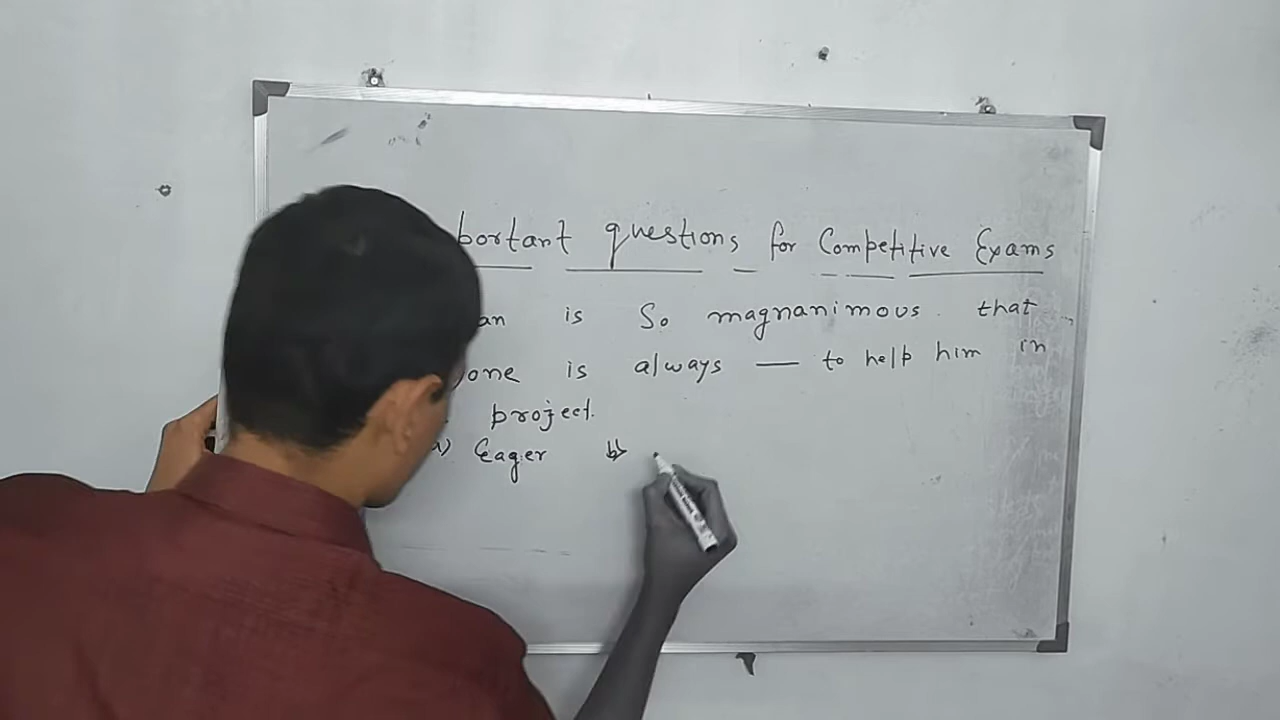 portant questions for Competitive Exams
an is So magnanimous that
one is always — to help him in
project.
a) Eager b)